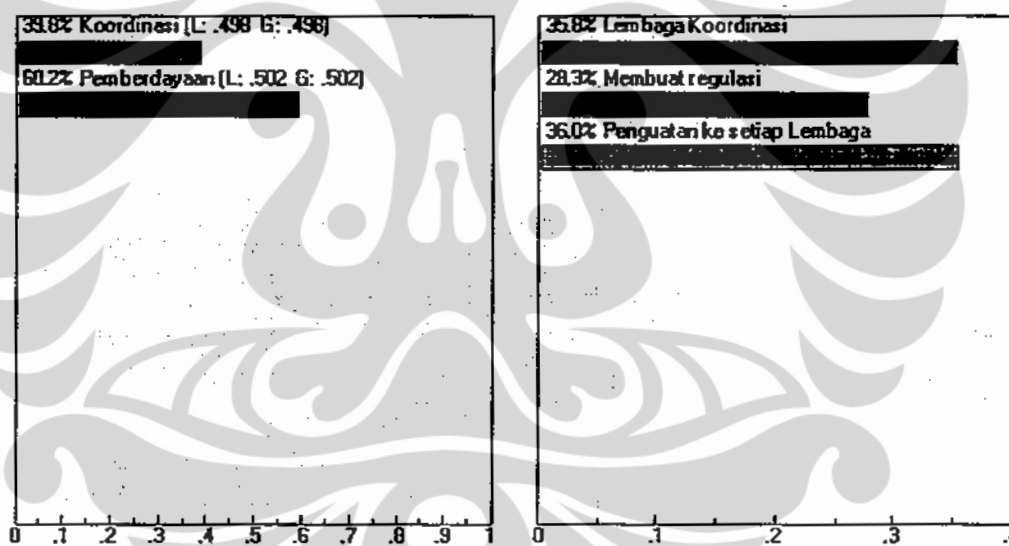 39.8% Koordinasi (L: .498 G: .498)
60.2% Pemberdayaan (L: .502 G: .502)
0 .1 .2 .3 .4 .5 .6 .7 .8 .9 1
35.8% Lembaga Koordinasi
28.3% Membuat regulasi
36.0% Penguatan ke setiap Lembaga
0 .1 .2 .3